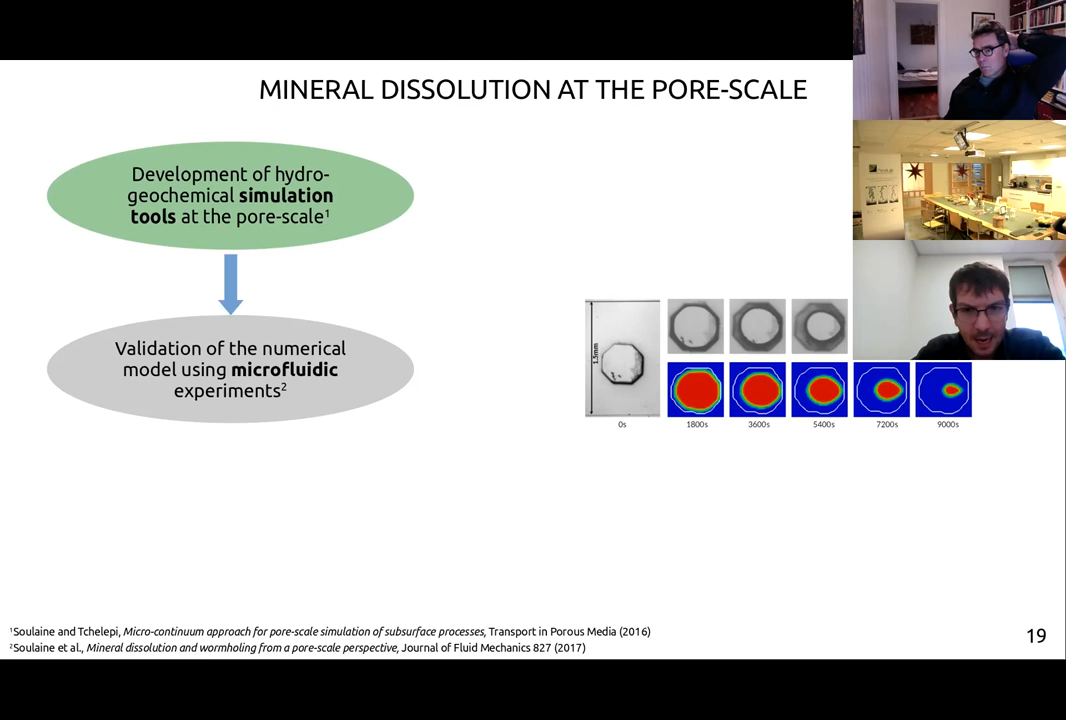 MINERAL DISSOLUTION AT THE PORE-SCALE
Development of hydro-
geochemical simulation
tools at the pore-scale¹
Validation of the numerical
model using microfluidic
experiments²
1.5mm
0s
1800s
3600s
5400s
7200s
9000s
¹Soulaine and Tchelepi, Micro-continuum approach for pore-scale simulation of subsurface processes, Transport in Porous Media (2016)
²Soulaine et al., Mineral dissolution and wormholing from a pore-scale perspective, Journal of Fluid Mechanics 827 (2017)
19